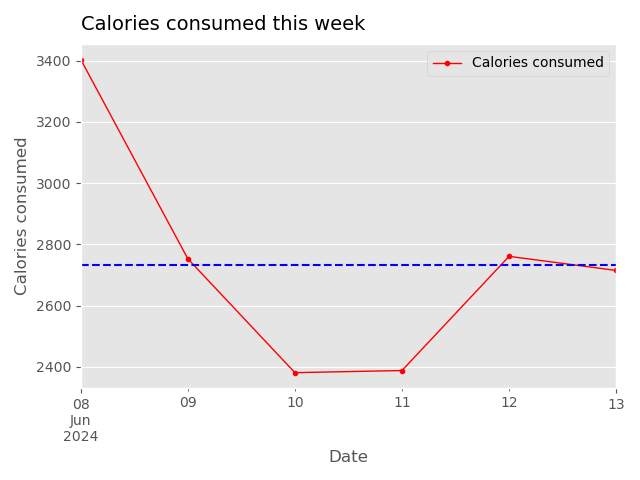 Calories consumed this week
Calories consumed
3400
3200
3000
2800
2600
2400
Calories consumed
08
Jun
2024
09
10
11
12
13
Date